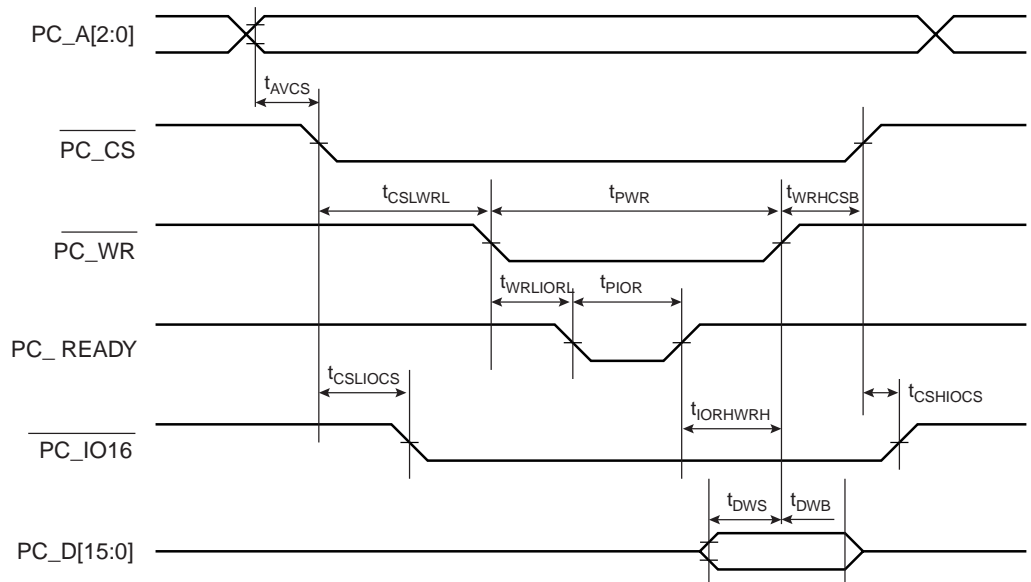 PC_A[2:0]
tAVCS
PC_CS
tCSLWRL
tPWR
tWRHCSB
PC_WR
tWRLIORL
tPIOR
PC_ READY
tCSLIOCS
tCSHIOCS
tIORHWRH
PC_IO16
tDWS
tDWB
PC_D[15:0]